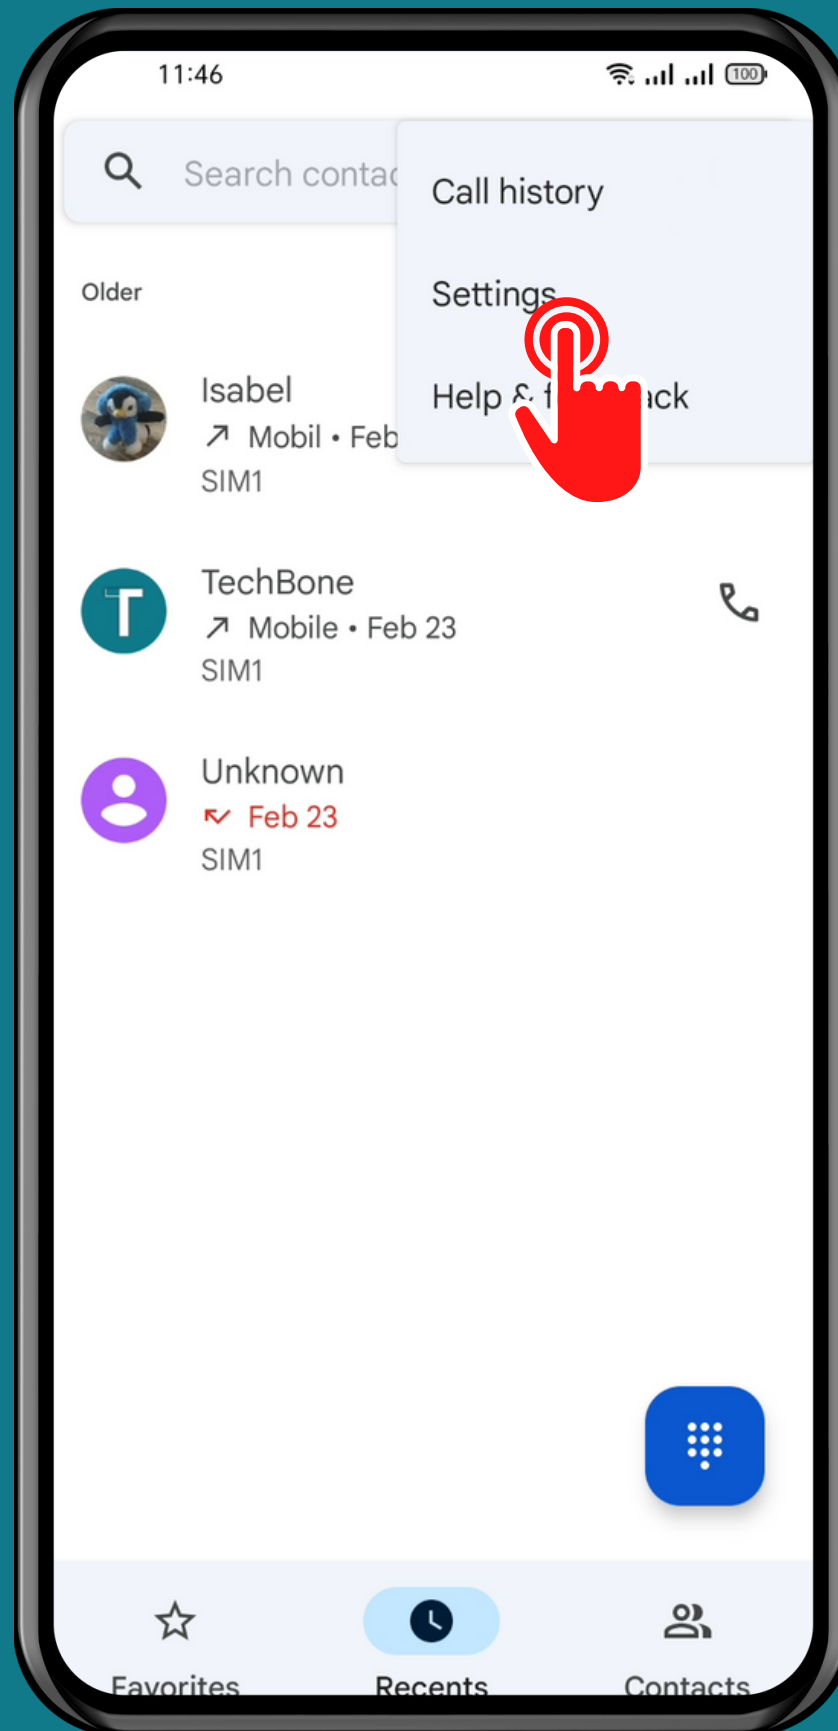 11:46
100
Search contac
Call history
Older
Settings
Help &
ack
Isabel
Mobil • Feb
SIM1
T
TechBone
Mobile • Feb 23
SIM1
Unknown
Feb 23
SIM1
Favorites
Recents
Contacts